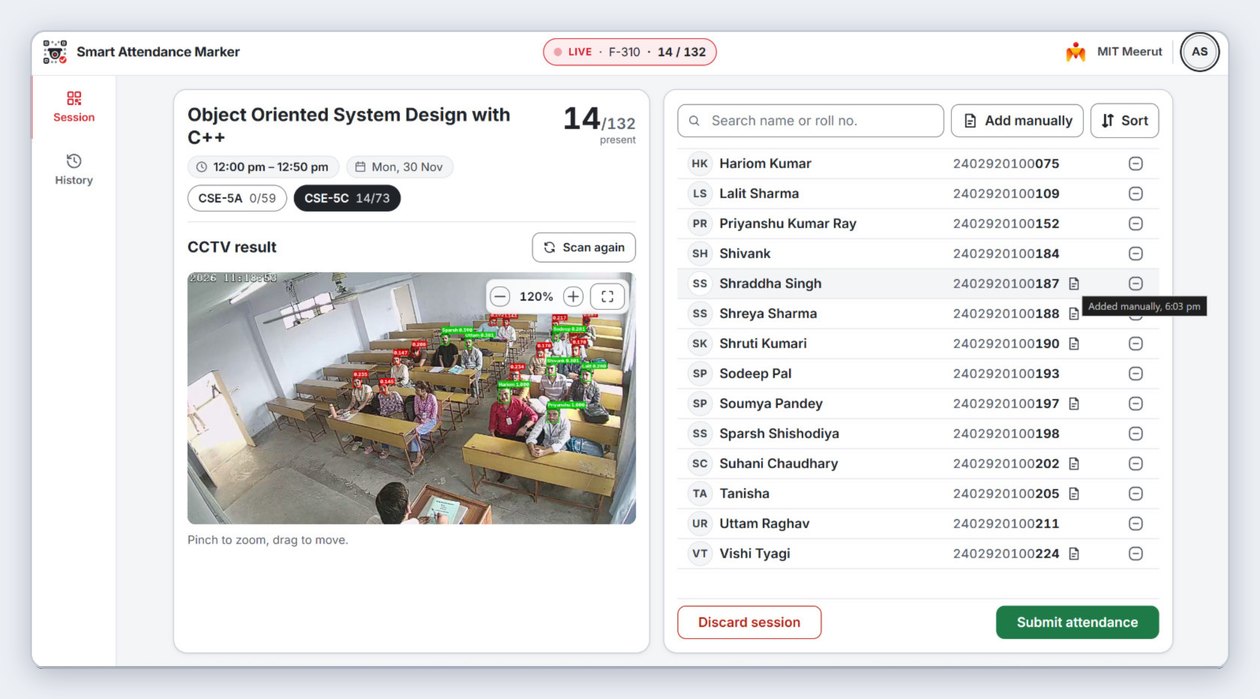 Smart Attendance Marker
LIVE · F-310 · 14 / 132
MIT Meerut
AS
Session
History
Object Oriented System Design with
C++
14/132
present
12:00 pm – 12:50 pm
Mon, 30 Nov
CSE-5A 0/59
CSE-5C 14/73
CCTV result
Scan again
120%
Pinch to zoom, drag to move.
Search name or roll no.
Add manually
Sort
HK Hariom Kumar 2402920100075
LS Lalit Sharma 2402920100109
PR Priyanshu Kumar Ray 2402920100152
SH Shivank 2402920100184
SS Shraddha Singh 2402920100187
Added manually, 6:03 pm
SS Shreya Sharma 2402920100188
SK Shruti Kumari 2402920100190
SP Sodeep Pal 2402920100193
SP Soumya Pandey 2402920100197
SS Sparsh Shishodiya 2402920100198
SC Suhani Chaudhary 2402920100202
TA Tanisha 2402920100205
UR Uttam Raghav 2402920100211
VT Vishi Tyagi 2402920100224
Discard session
Submit attendance